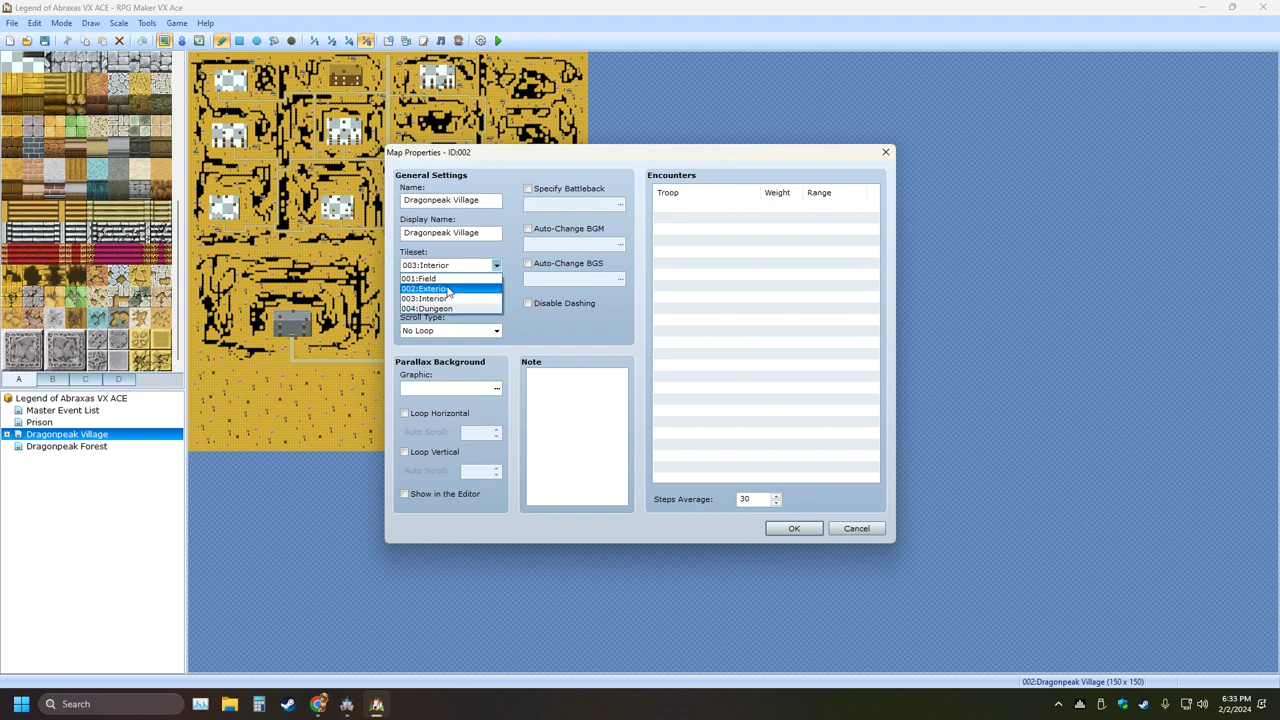 Legend of Abraxas VX ACE - RPG Maker VX Ace
File Edit Mode Draw Scale Tools Game Help
Map Properties - ID:002
General Settings
Name:
Dragonpeak Village
Display Name:
Dragonpeak Village
Tileset:
003:Interior
001:Field
002:Exterior
003:Interior
004:Dungeon
Scroll Type:
No Loop
Specify Battleback
...
Auto-Change BGM
...
Auto-Change BGS
...
Disable Dashing
Encounters
Troop Weight Range
Parallax Background
Graphic:
...
Loop Horizontal
Auto Scroll:
Loop Vertical
Auto Scroll:
Show in the Editor
Note
Steps Average: 30
OK Cancel
A B C D
Legend of Abraxas VX ACE
Master Event List
Prison
Dragonpeak Village
Dragonpeak Forest
002:Dragonpeak Village (150 x 150)
Search
6:33 PM
2/2/2024